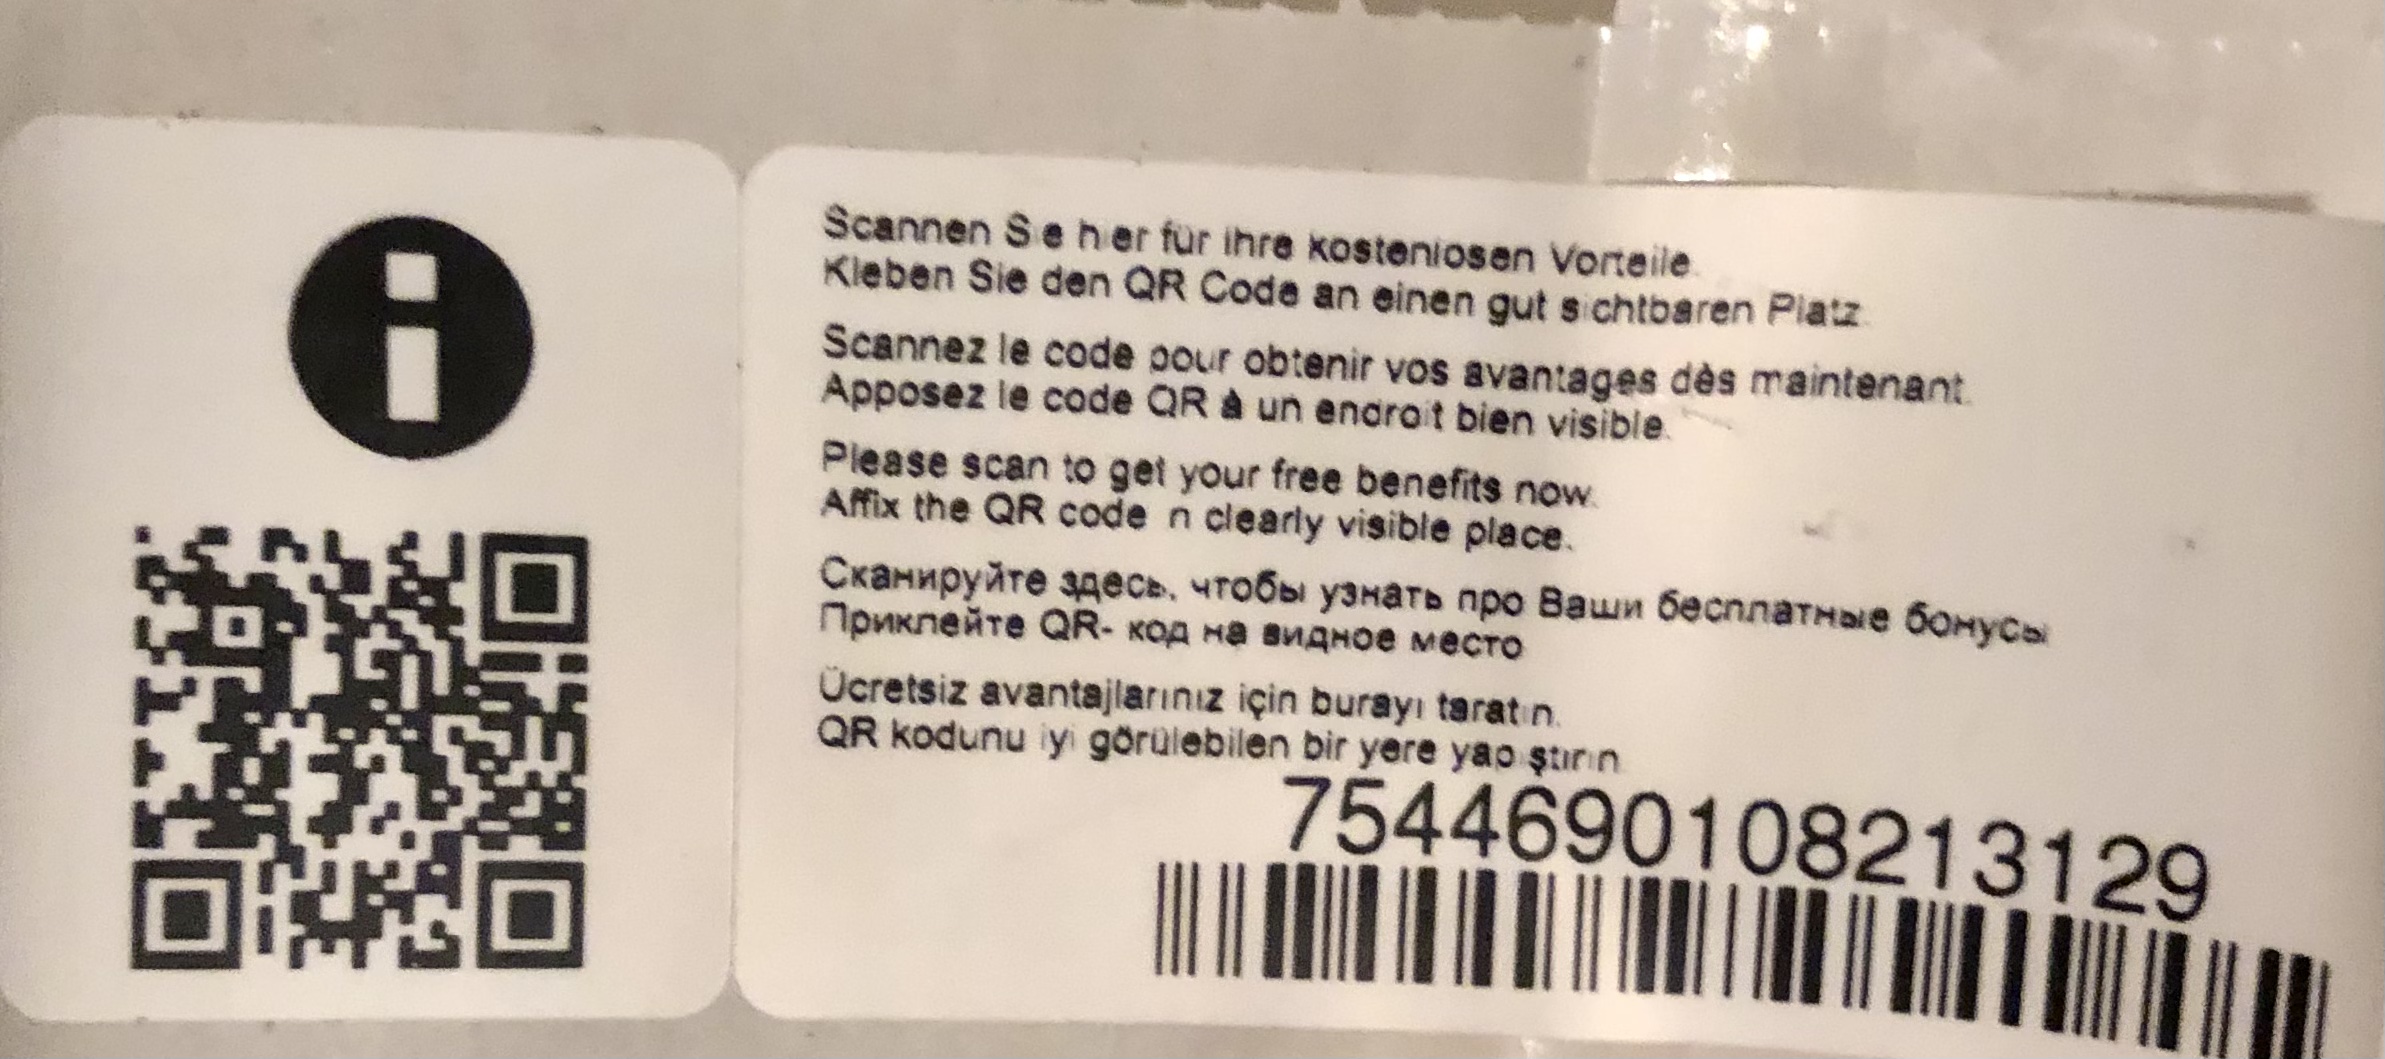 Scannen Sie hier für Ihre kostenlosen Vorteile.
Kleben Sie den QR Code an einen gut sichtbaren Platz.
Scannez le code pour obtenir vos avantages dès maintenant.
Apposez le code QR à un endroit bien visible.
Please scan to get your free benefits now.
Affix the QR code in clearly visible place.
Сканируйте здесь, чтобы узнать про Ваши бесплатные бонусы
Приклейте QR- код на видное место
Ücretsiz avantajlarınız için burayı taratın.
QR kodunu iyi görülebilen bir yere yapıştırın.
7544690108213129